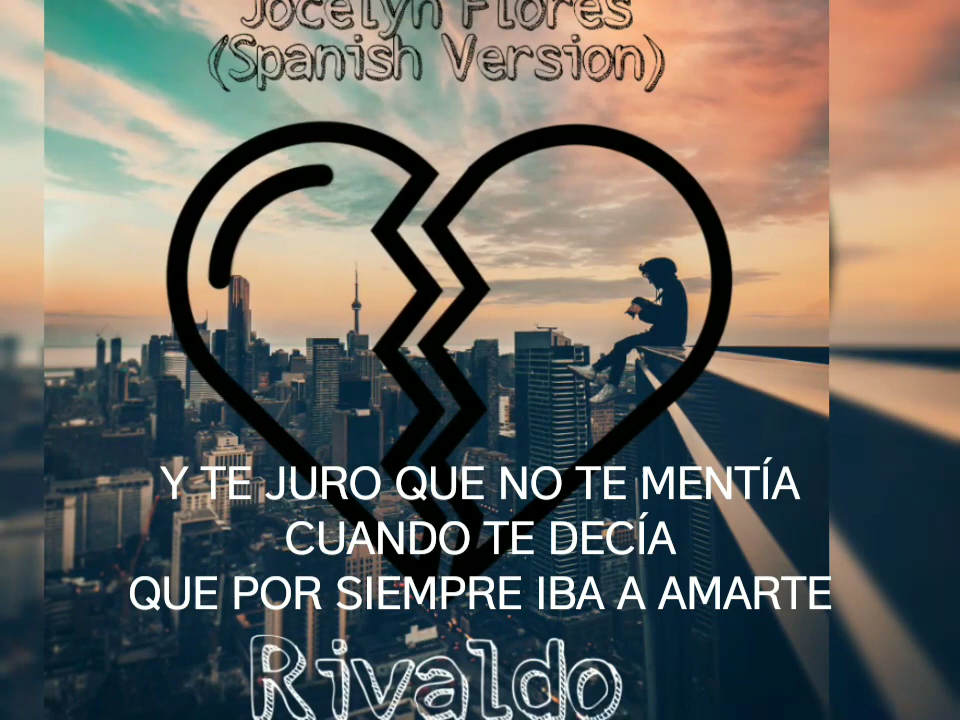 Jocelyn Flores
(Spanish Version)
Y TE JURO QUE NO TE MENTÍA
CUANDO TE DECÍA
QUE POR SIEMPRE IBA A AMARTE
Rivaldo